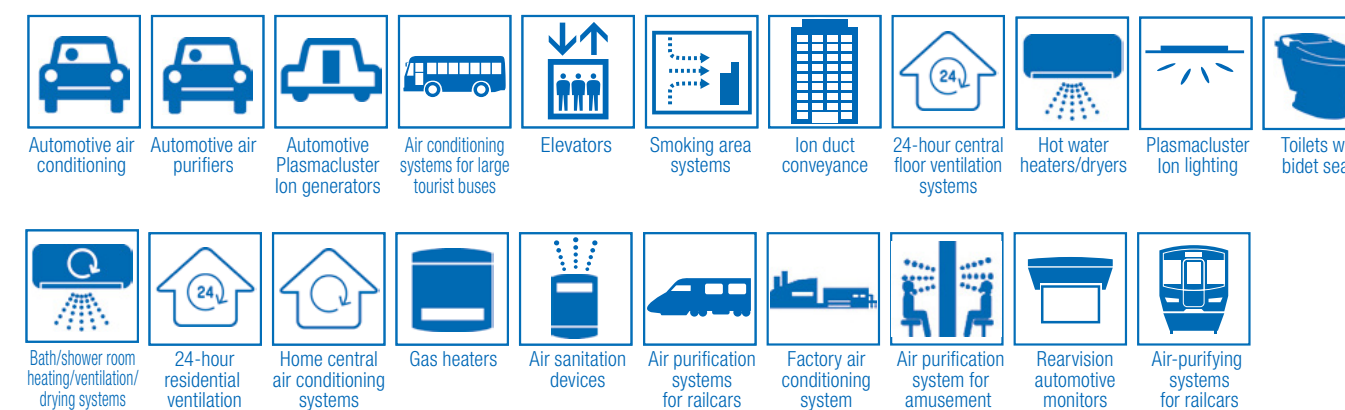 Automotive air
conditioning
Automotive air
purifiers
Automotive
Plasmacluster
Ion generators
Air conditioning
systems for large
tourist buses
Elevators
Smoking area
systems
Ion duct
conveyance
24
24-hour central
floor ventilation
systems
Hot water
heaters/dryers
Plasmacluster
Ion lighting
Toilets
bidet
Bath/shower room
heating/ventilation/
drying systems
24
24-hour
residential
ventilation
Home central
air conditioning
systems
Gas heaters
Air sanitation
devices
Air purification
systems
for railcars
Factory air
conditioning
system
Air purification
system for
amusement
Rearvision
automotive
monitors
Air-purifying
systems
for railcars